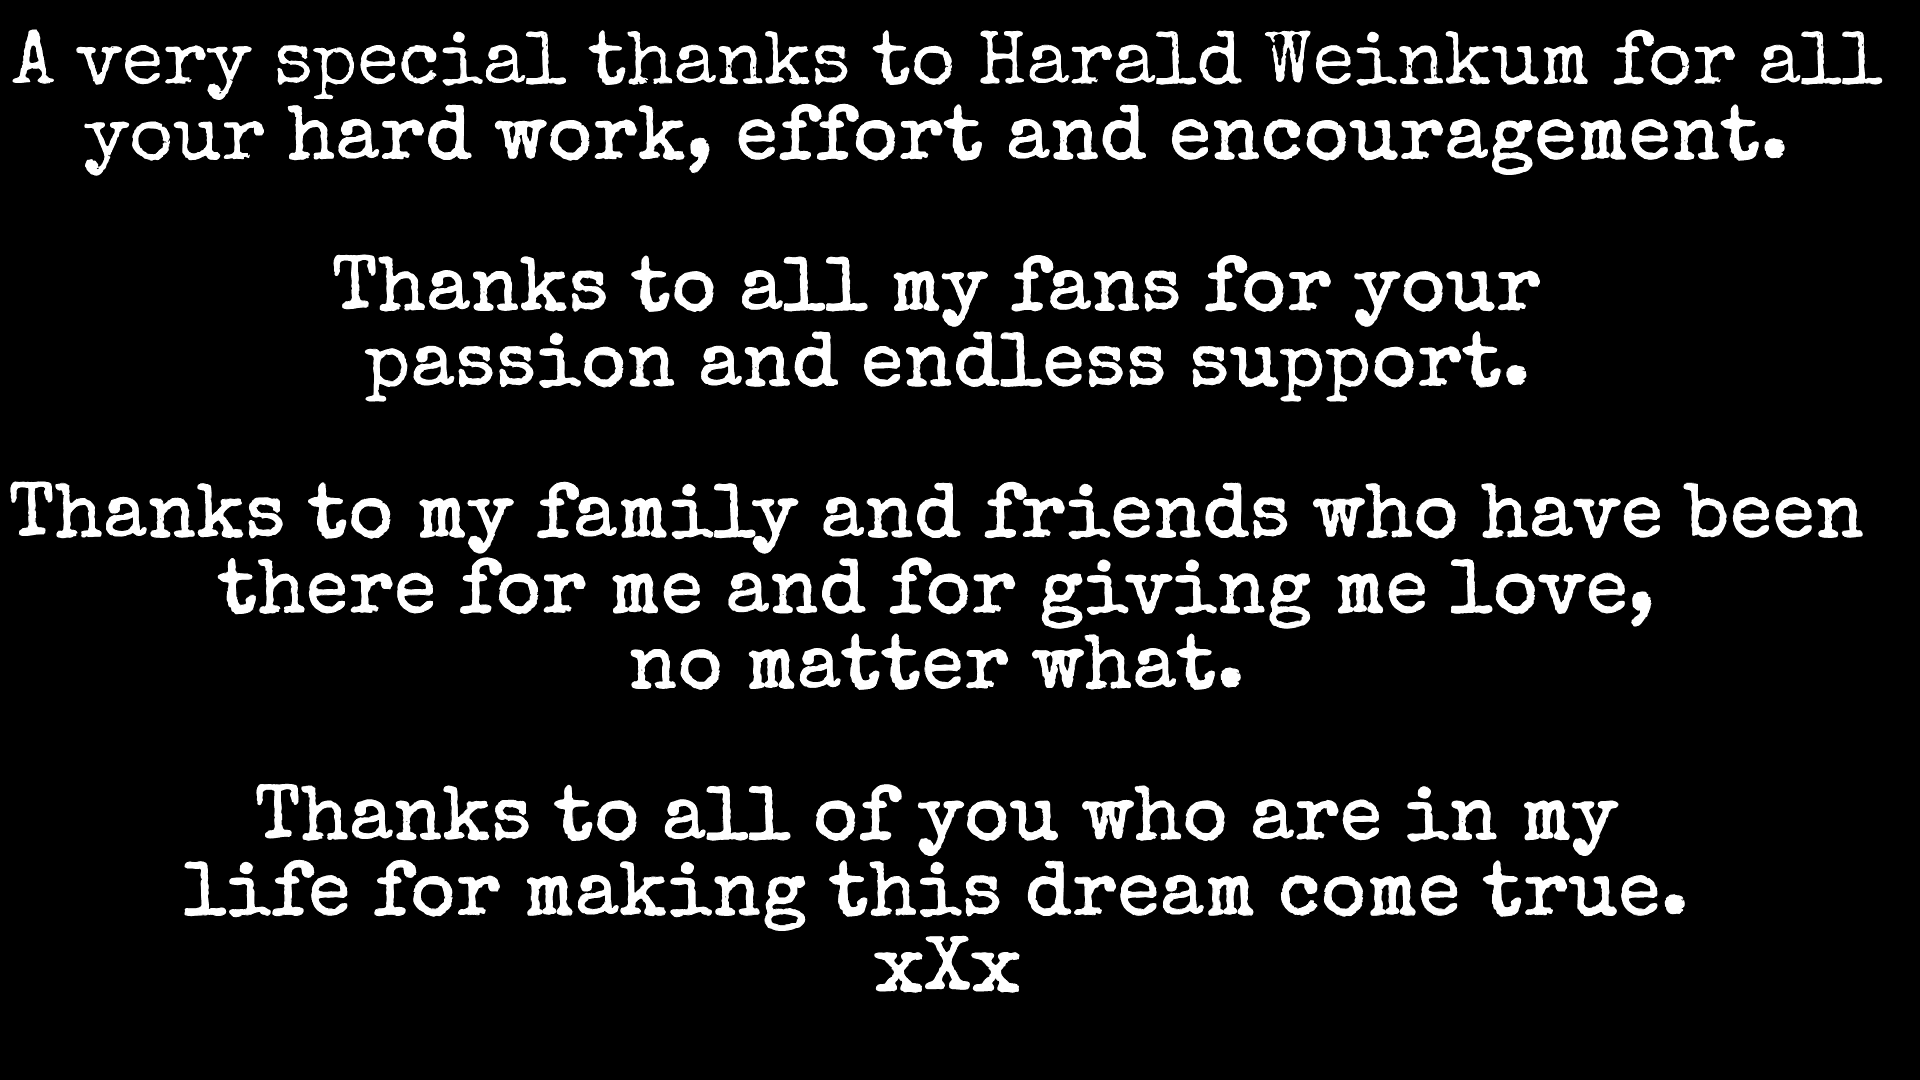 A very special thanks to Harald Weinkum for all
your hard work, effort and encouragement.
Thanks to all my fans for your
passion and endless support.
Thanks to my family and friends who have been
there for me and for giving me love,
no matter what.
Thanks to all of you who are in my
life for making this dream come true.
xXx